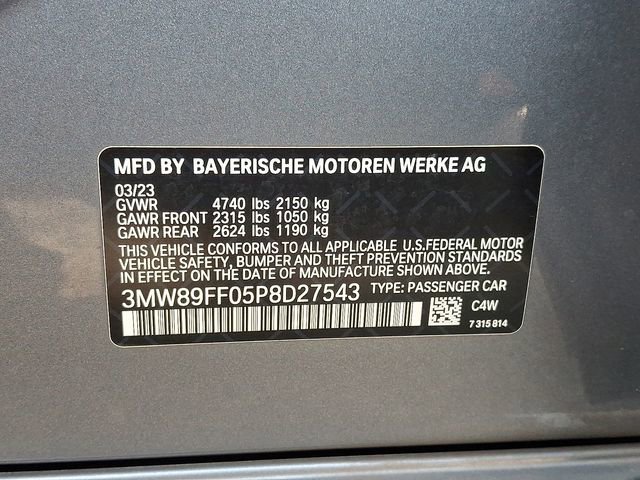 MFD BY BAYERISCHE MOTOREN WERKE AG
03/23
GVWR 4740 lbs 2150 kg
GAWR FRONT 2315 lbs 1050 kg
GAWR REAR 2624 lbs 1190 kg
THIS VEHICLE CONFORMS TO ALL APPLICABLE U.S.FEDERAL MOTOR
VEHICLE SAFETY, BUMPER AND THEFT PREVENTION STANDARDS
IN EFFECT ON THE DATE OF MANUFACTURE SHOWN ABOVE.
3MW89FF05P8D27543 TYPE: PASSENGER CAR
C4W
7 315 814